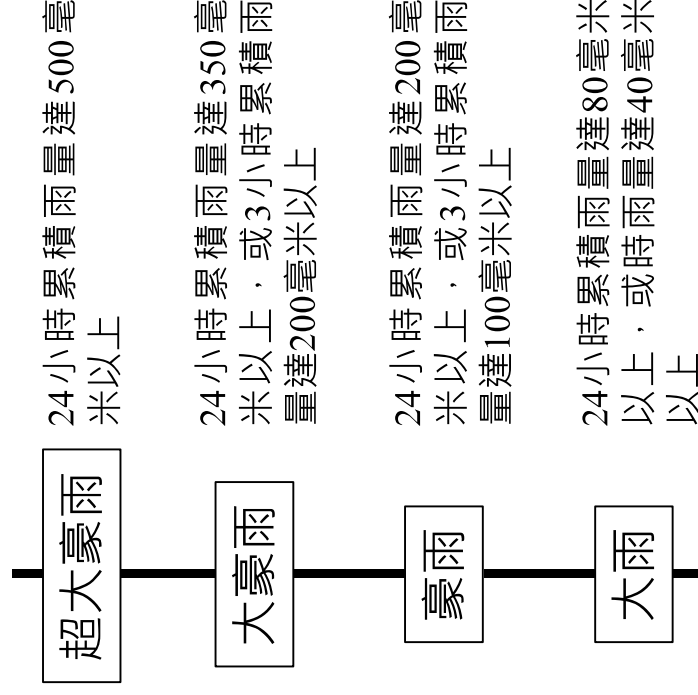 超大豪雨
24小時累積雨量達500毫
米以上
大豪雨
24小時累積雨量達350毫
米以上，或3小時累積雨
量達200毫米以上
豪雨
24小時累積雨量達200毫
米以上，或3小時累積雨
量達100毫米以上
大雨
24小時累積雨量達80毫米
以上，或時雨量達40毫米
以上